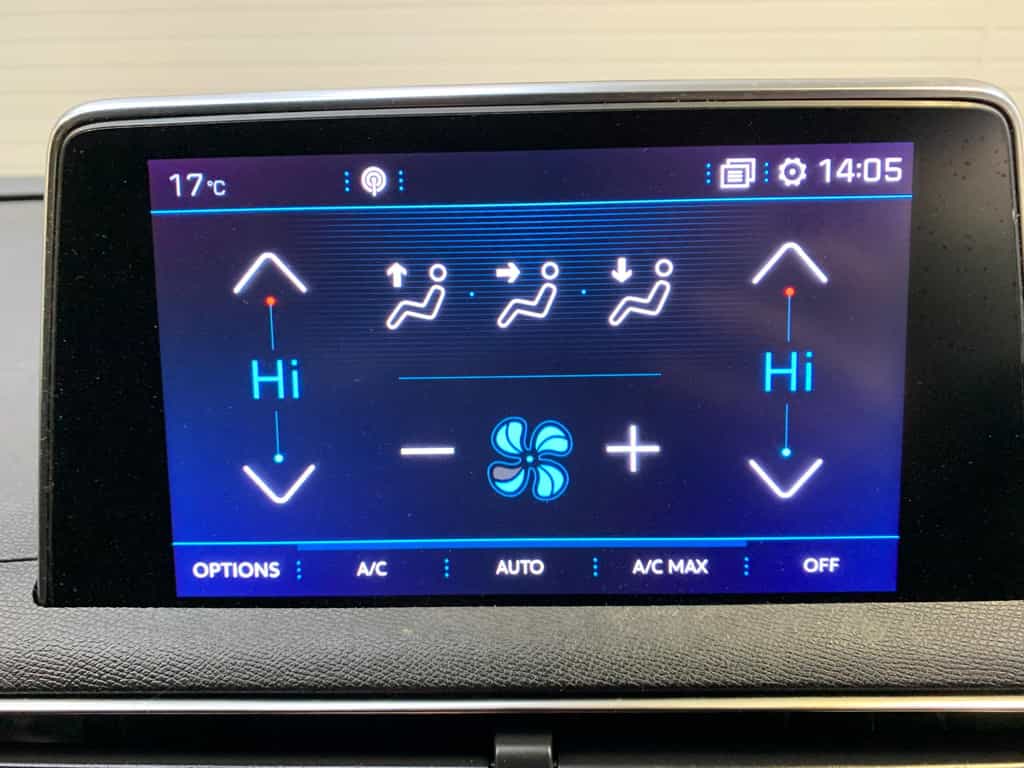 17°C
14:05
Hi
Hi
OPTIONS A/C AUTO A/C MAX OFF